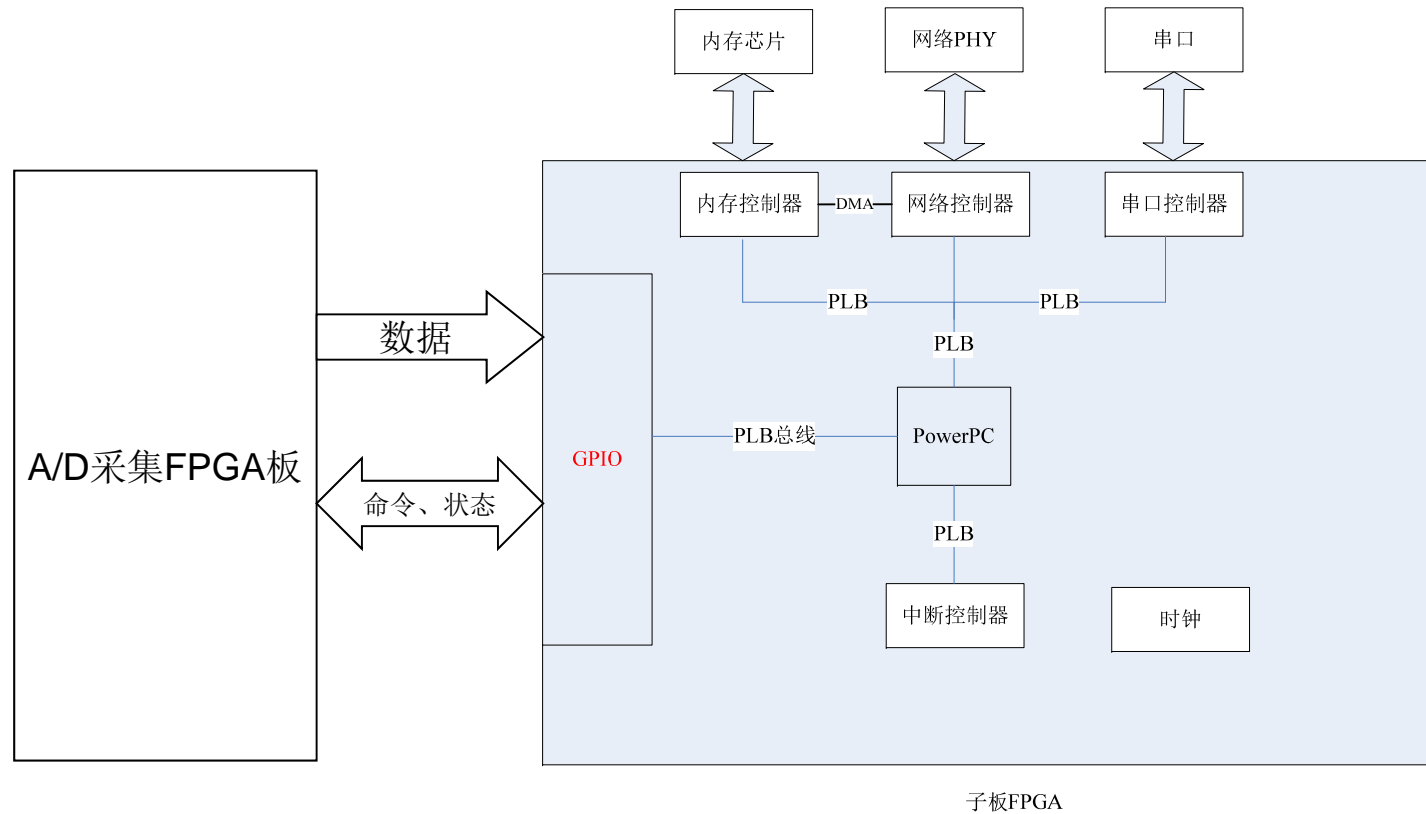 内存芯片
网络PHY
串口
内存控制器
DMA
网络控制器
串口控制器
PLB
PLB
数据
PLB
A/D采集FPGA板
GPIO
PLB总线
PowerPC
命令、状态
PLB
中断控制器
时钟
子板FPGA